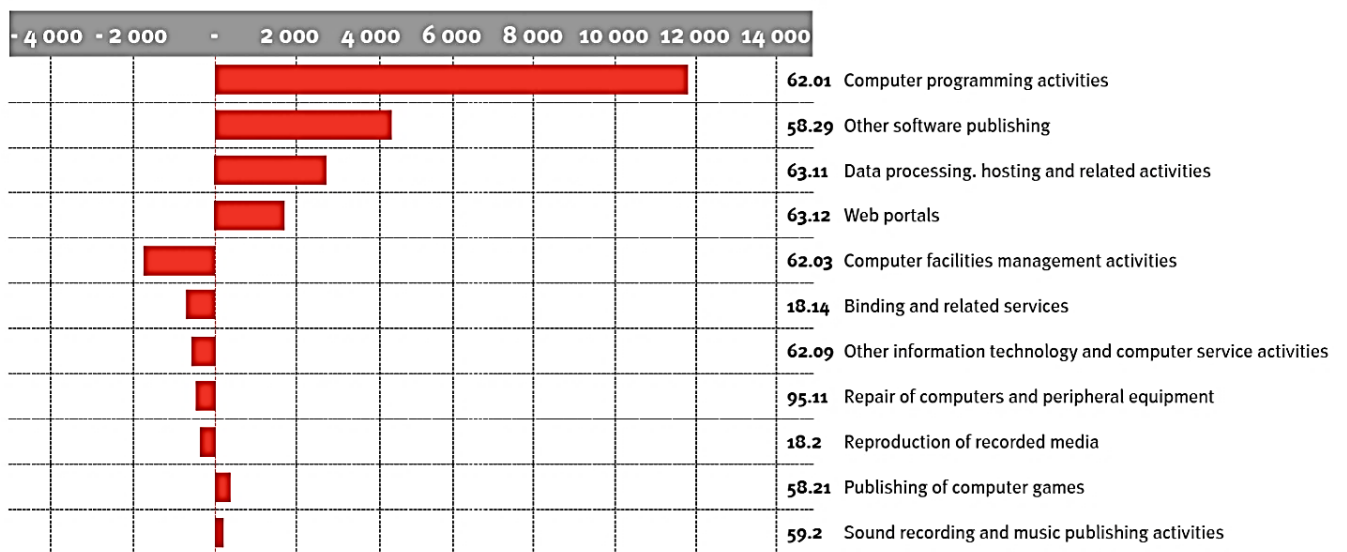 - 4 000 - 2 000 - 2 000 4 000 6 000 8 000 10 000 12 000 14 000
62.01 Computer programming activities
58.29 Other software publishing
63.11 Data processing. hosting and related activities
63.12 Web portals
62.03 Computer facilities management activities
18.14 Binding and related services
62.09 Other information technology and computer service activities
95.11 Repair of computers and peripheral equipment
18.2 Reproduction of recorded media
58.21 Publishing of computer games
59.2 Sound recording and music publishing activities